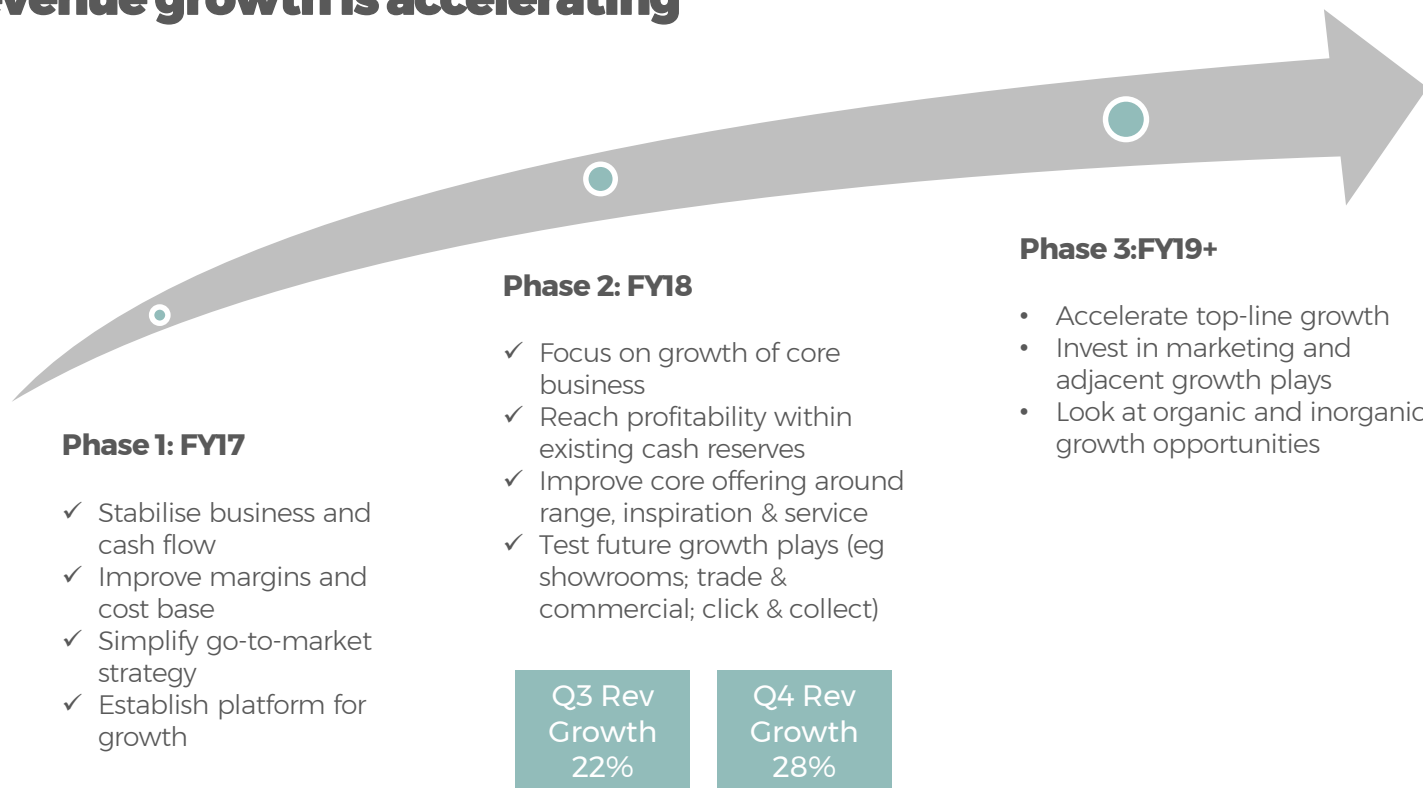 growth is accelerating
Phase 1: FY17
✓ Stabilise business and
cash flow
✓ Improve margins and
cost base
✓ Simplify go-to-market
strategy
✓ Establish platform for
growth
Phase 2: FY18
✓ Focus on growth of core
business
✓ Reach profitability within
existing cash reserves
✓ Improve core offering around
range, inspiration & service
✓ Test future growth plays (eg
showrooms; trade &
commercial; click & collect)
Q3 Rev
Growth
22%
Q4 Rev
Growth
28%
Phase 3:FY19+
• Accelerate top-line growth
• Invest in marketing and
adjacent growth plays
• Look at organic and inorganic
growth opportunities